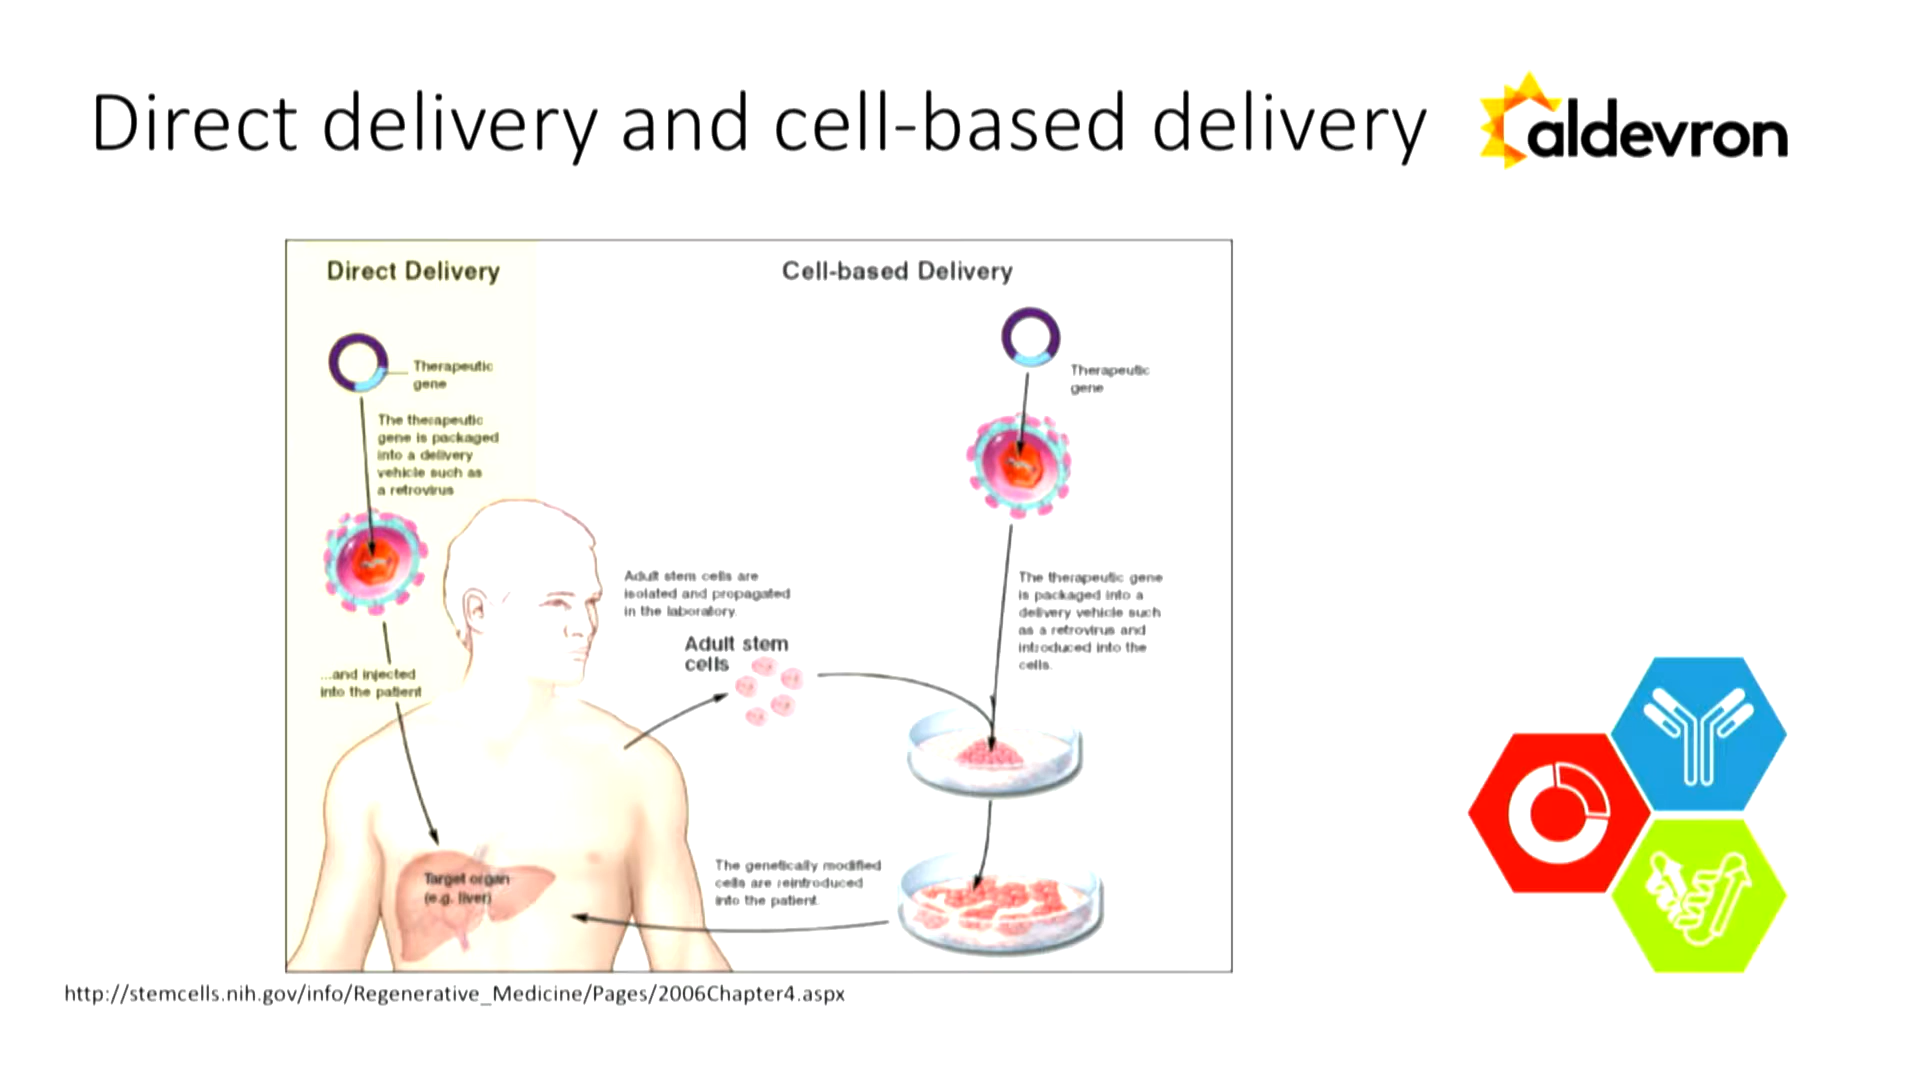 Direct delivery and cell-based delivery
aldevron
Direct Delivery
Therapeutic
gene
The therapeutic
gene is packaged
into a delivery
vehicle such as
a retrovirus
...and injected
into the patient
Target organ
(e.g. liver)
Cell-based Delivery
Therapeutic
gene
Adult stem cells are
isolated and propagated
in the laboratory.
Adult stem
cells
The therapeutic gene
is packaged into a
delivery vehicle such
as a retrovirus and
introduced into the
cells.
The genetically modified
cells are reintroduced
into the patient.
http://stemcells.nih.gov/info/Regenerative_Medicine/Pages/2006Chapter4.aspx